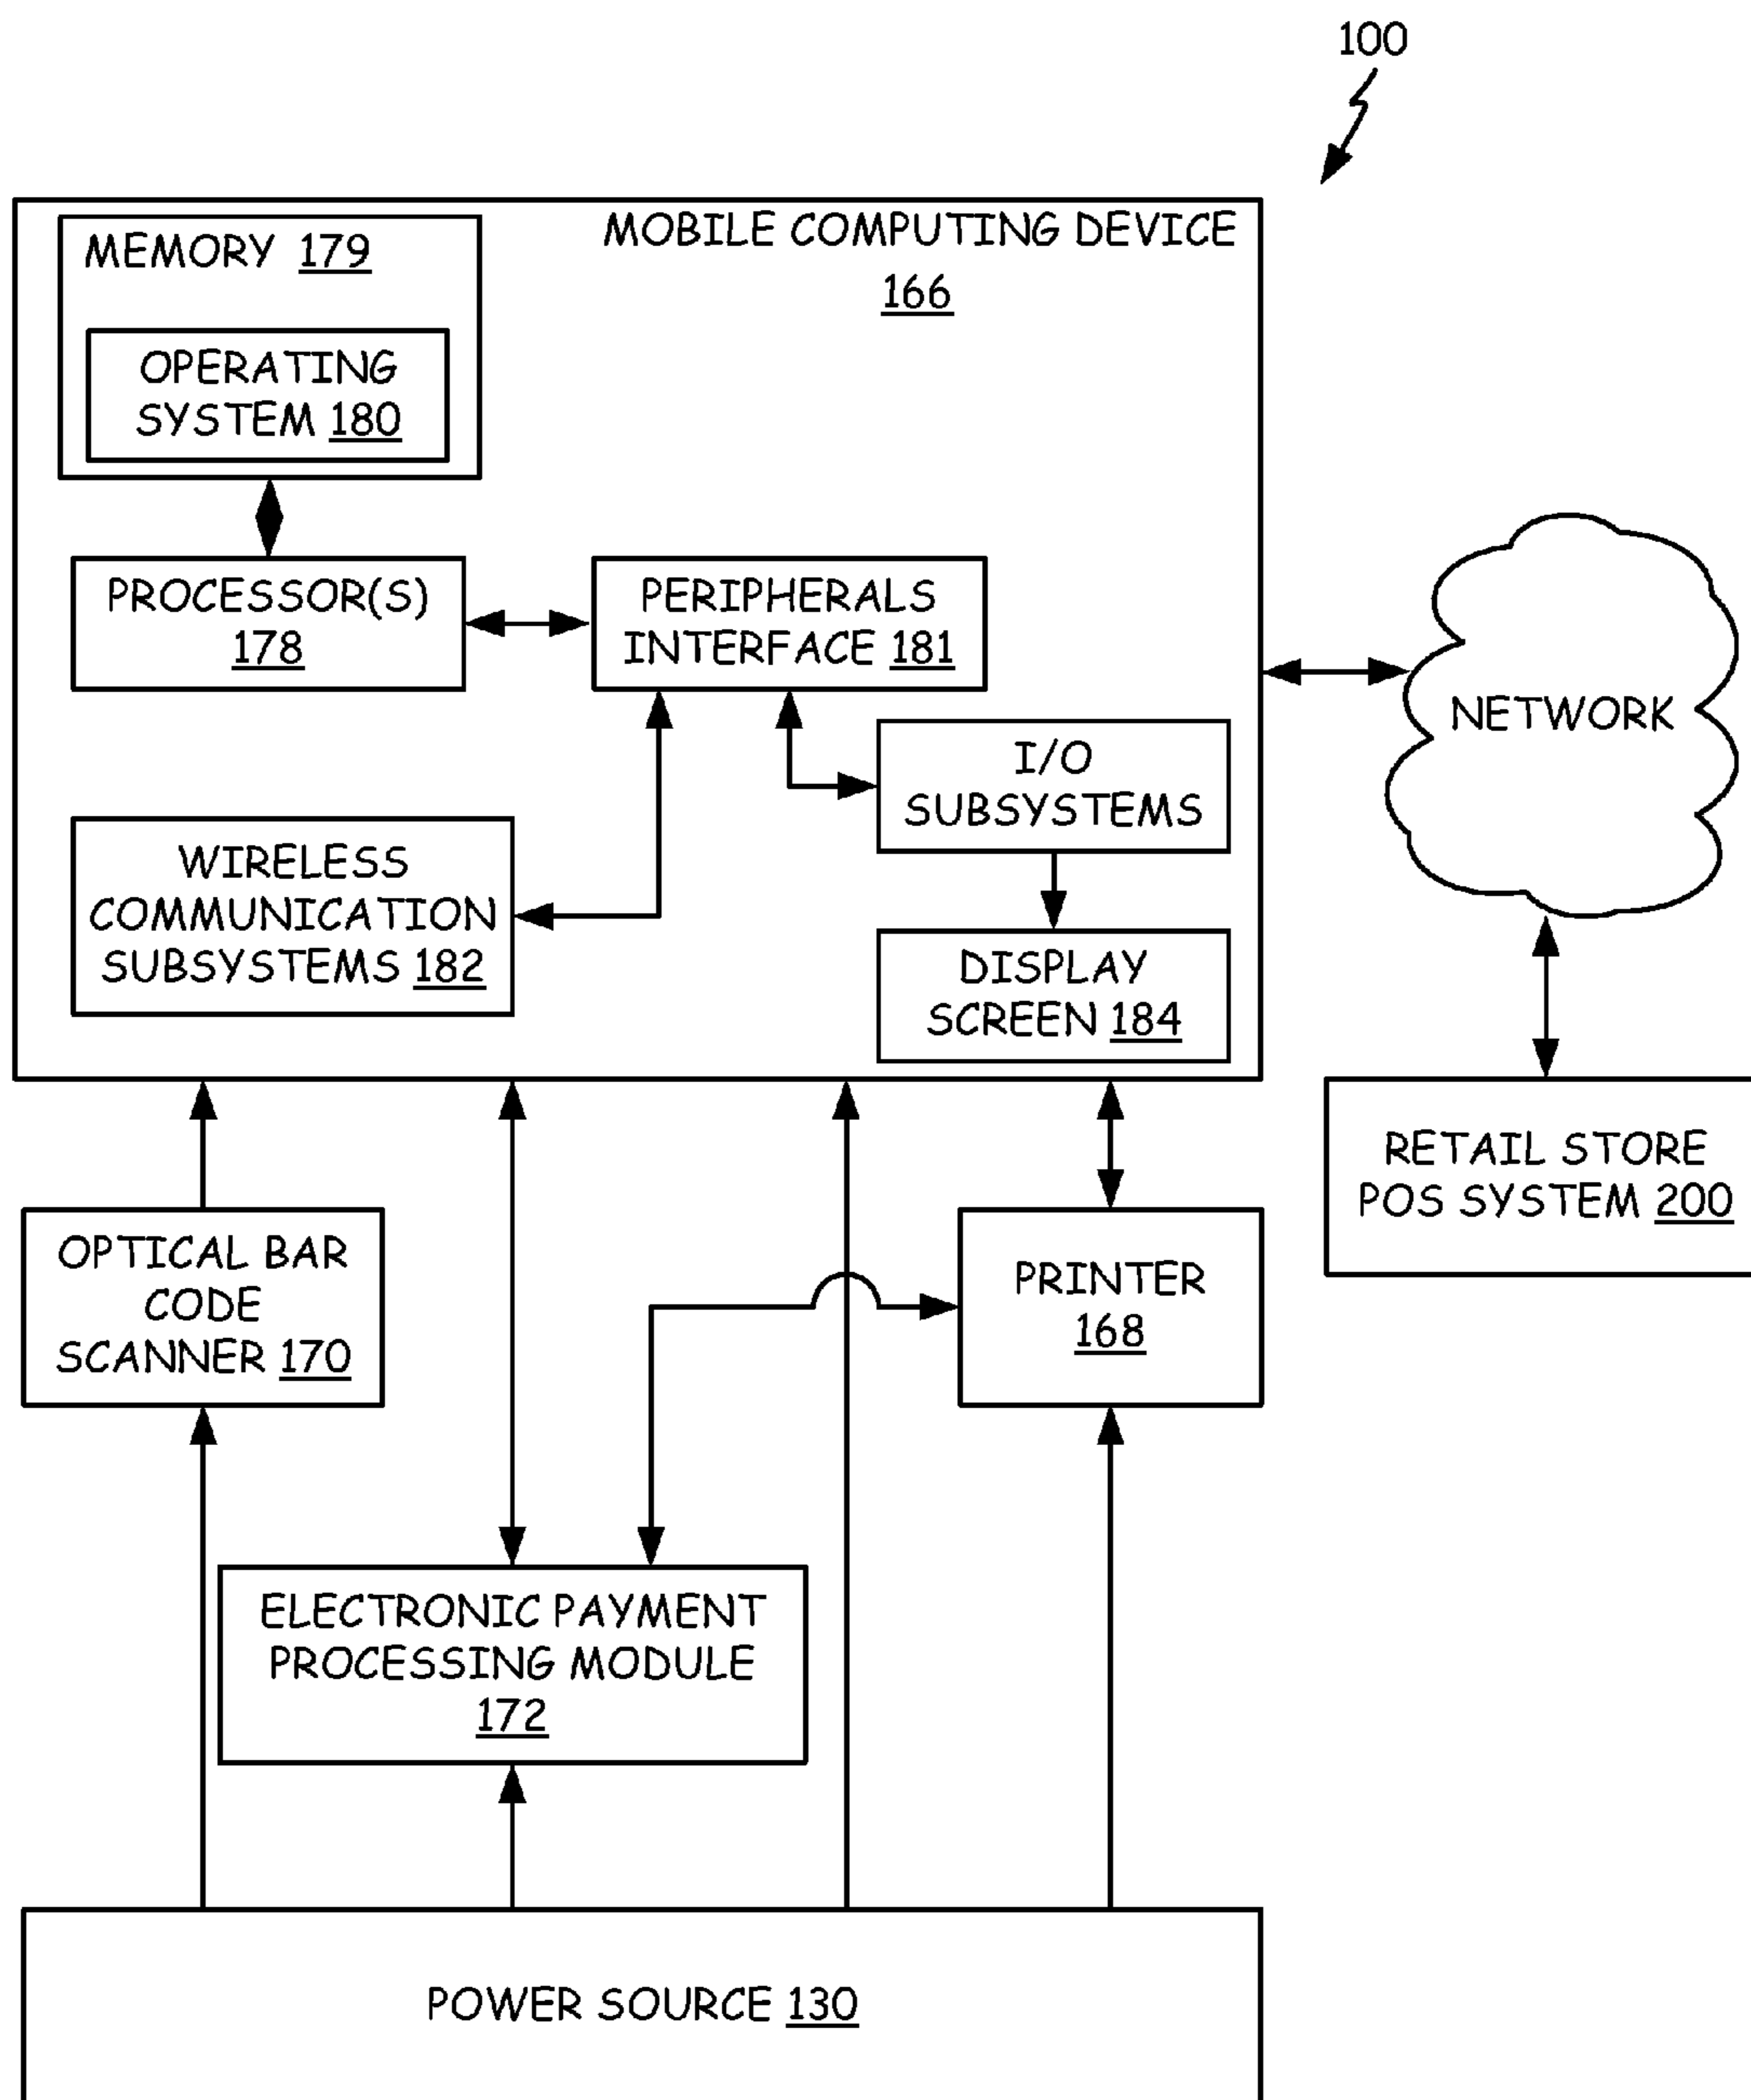 100
MOBILE COMPUTING DEVICE
166
MEMORY 179
OPERATING
SYSTEM 180
PROCESSOR(S)
178
PERIPHERALS
INTERFACE 181
I/O
SUBSYSTEMS
WIRELESS
COMMUNICATION
SUBSYSTEMS 182
DISPLAY
SCREEN 184
NETWORK
RETAIL STORE
POS SYSTEM 200
OPTICAL BAR
CODE
SCANNER 170
PRINTER
168
ELECTRONIC PAYMENT
PROCESSING MODULE
172
POWER SOURCE 130